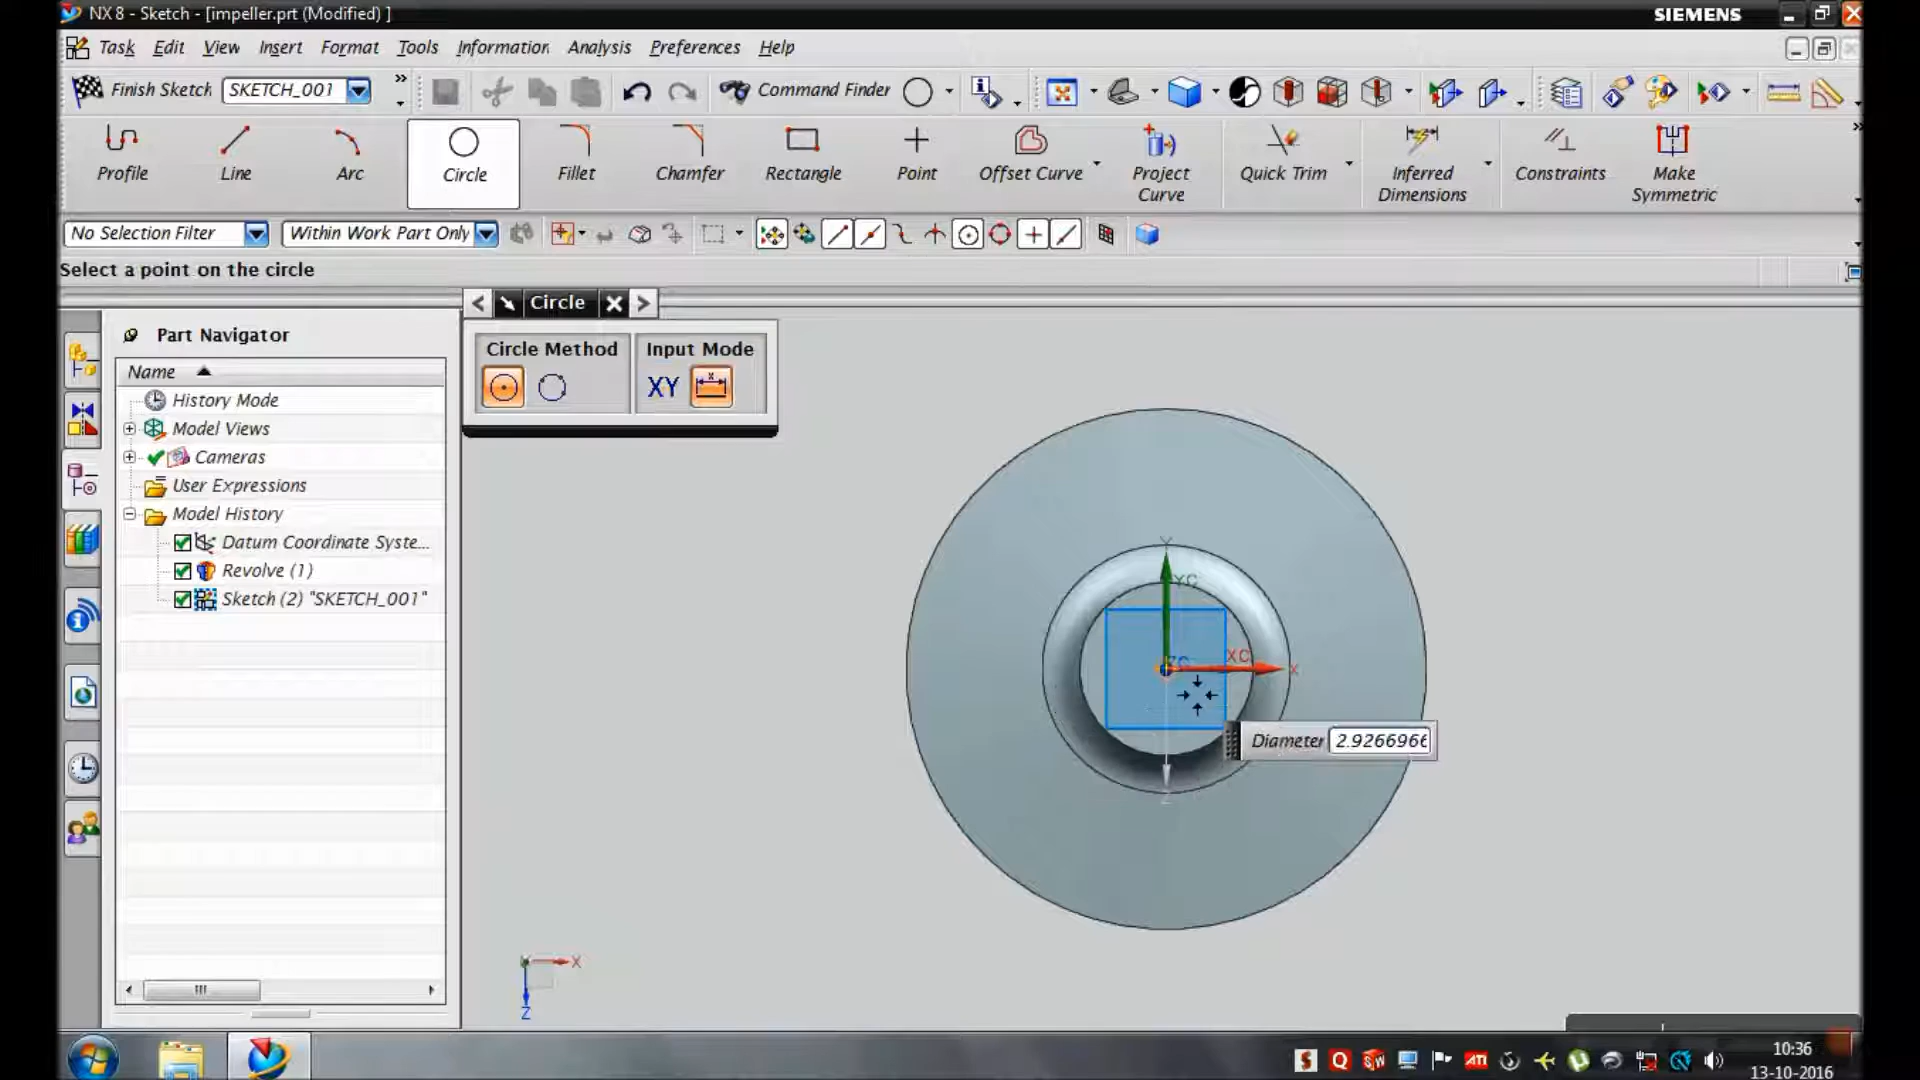 NX 8 - Sketch - [impeller.prt (Modified) ]
SIEMENS
Task Edit View Insert Format Tools Information Analysis Preferences Help
Finish Sketch SKETCH_001 Command Finder
Profile Line Arc Circle Fillet Chamfer Rectangle Point Offset Curve Project Curve Quick Trim Inferred Dimensions Constraints Make Symmetric
No Selection Filter Within Work Part Only
Select a point on the circle
Circle
Part Navigator
Circle Method Input Mode
XY
Name
History Mode
Model Views
Cameras
User Expressions
Model History
Datum Coordinate Syste...
Revolve (1)
Sketch (2) "SKETCH_001"
Y
YC
ZC XC X
Diameter 2.9266966
Z
X
Z
10:36
13-10-2016